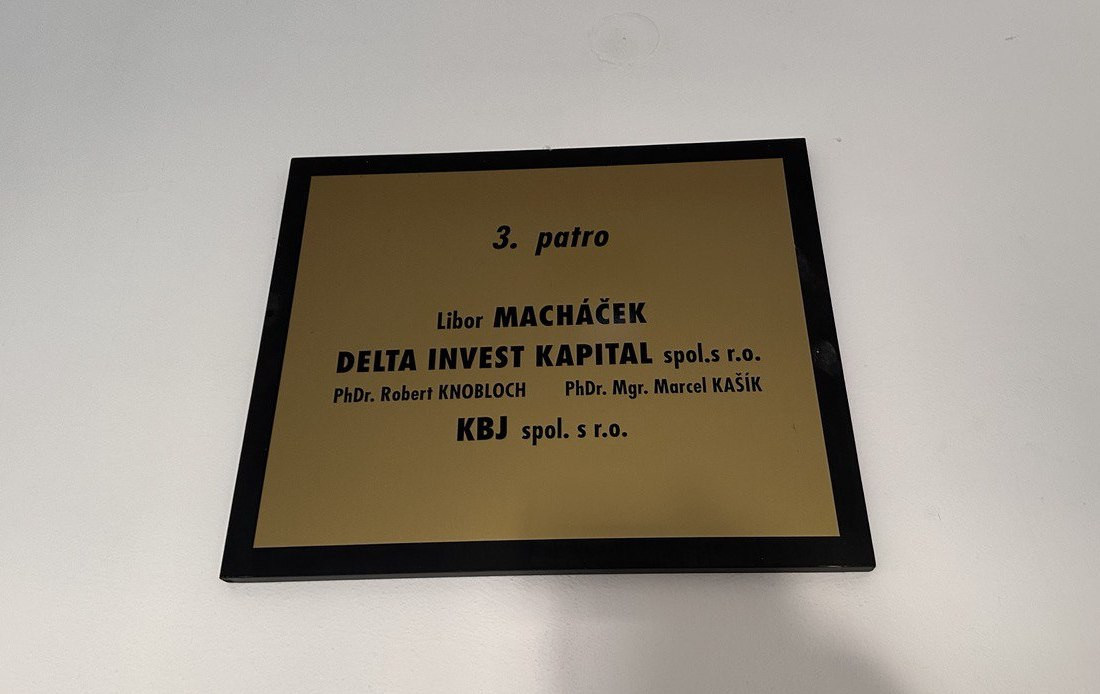 3. patro
Libor MACHÁČEK
DELTA INVEST KAPITAL spol.s r.o.
PhDr. Robert KNOBLOCH PhDr. Mgr. Marcel KAŠÍK
KBJ spol. s r.o.